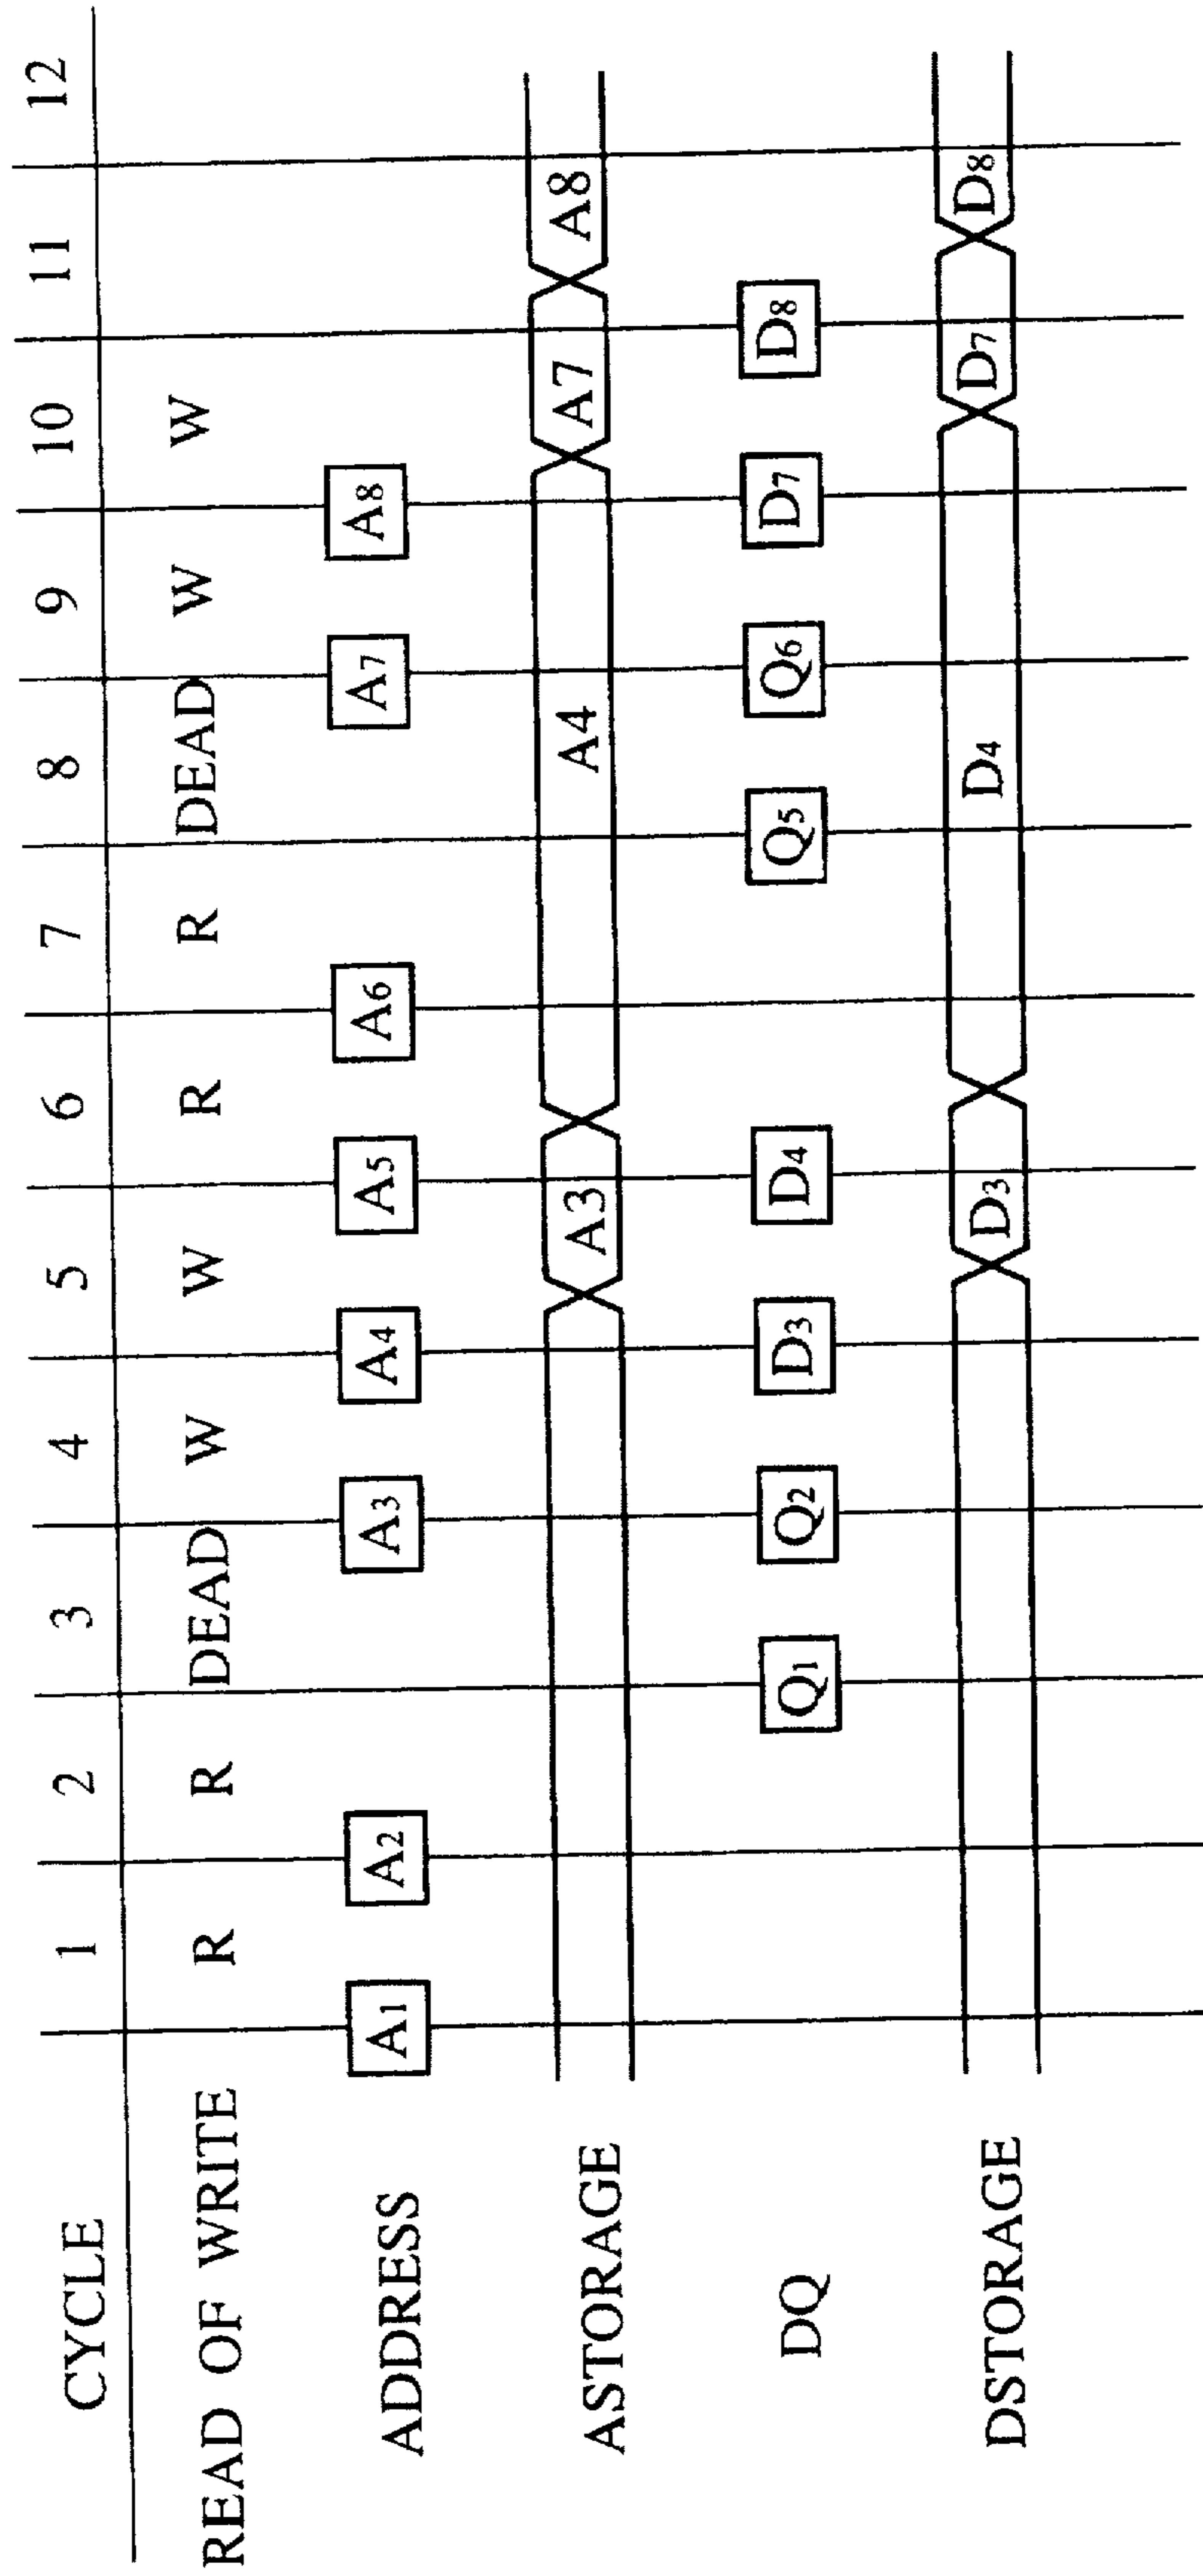 CYCLE 1 2 3 4 5 6 7 8 9 10 11 12
READ OF WRITE R R DEAD W W R R DEAD W W
ADDRESS A1 A2 A3 A4 A5 A6 A7 A8
ASTORAGE A3 A4 A7 A8
DQ Q1 Q2 D3 D4 Q5 Q6 D7 D8
DSTORAGE D3 D4 D7 D8